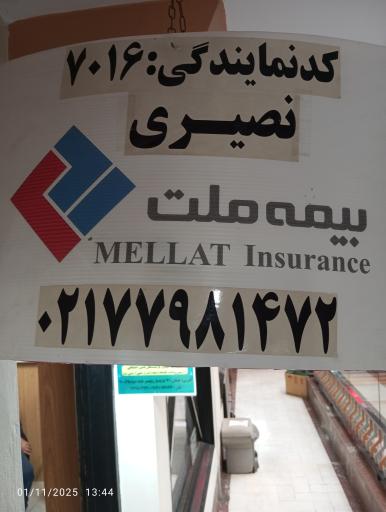 کدنمایندگی: ۷۰۱۶
نصیری
بیمه ملت
MELLAT Insurance
۰۲۱۷۷۹۸۱۴۷۲
01/11/2025 13:44